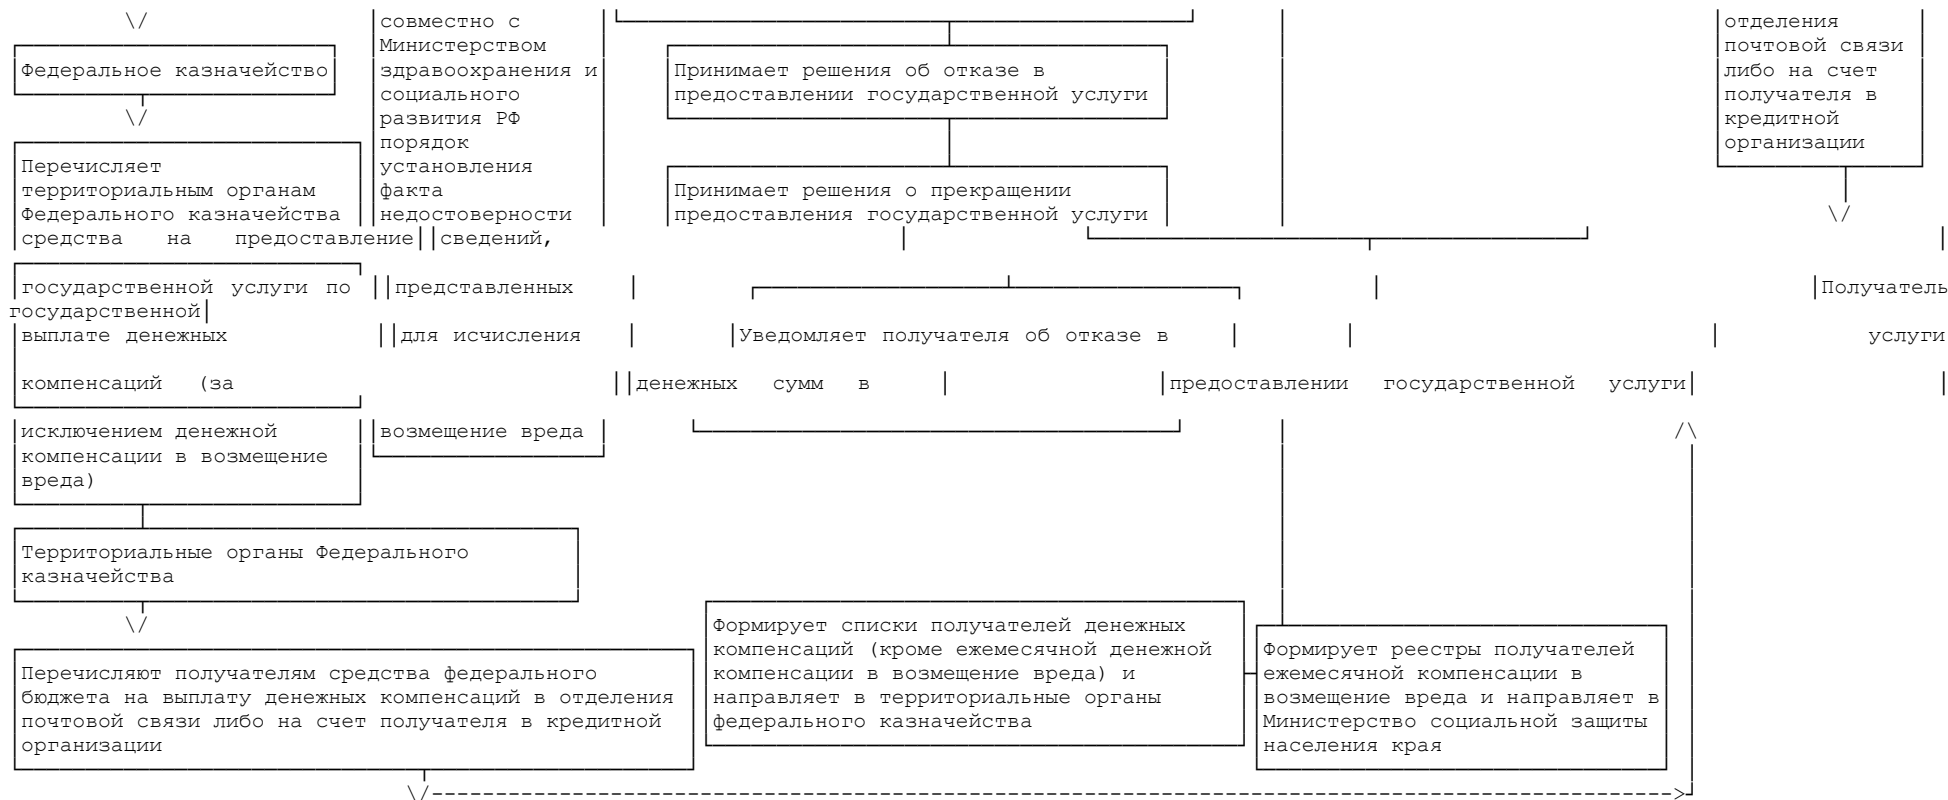 совместно с
Министерством
здравоохранения и
социального
развития РФ
порядок
установления
факта
недостоверности
отделения
почтовой связи
либо на счет
получателя в
кредитной
организации
Федеральное казначейство
Принимает решения об отказе в
предоставлении государственной услуги
Перечисляет
территориальным органам
Федерального казначейства
Принимает решения о прекращении
предоставления государственной услуги
средства на предоставление сведений,
государственной услуги по представленных Получатель
государственной
выплате денежных для исчисления Уведомляет получателя об отказе в услуги
компенсаций (за денежных сумм в предоставлении государственной услуги
исключением денежной возмещение вреда
компенсации в возмещение
вреда)
Территориальные органы Федерального
казначейства
Перечисляют получателям средства федерального
бюджета на выплату денежных компенсаций в отделения
почтовой связи либо на счет получателя в кредитной
организации
Формирует списки получателей денежных
компенсаций (кроме ежемесячной денежной
компенсации в возмещение вреда) и
направляет в территориальные органы
федерального казначейства
Формирует реестры получателей
ежемесячной компенсации в
возмещение вреда и направляет в
Министерство социальной защиты
населения края